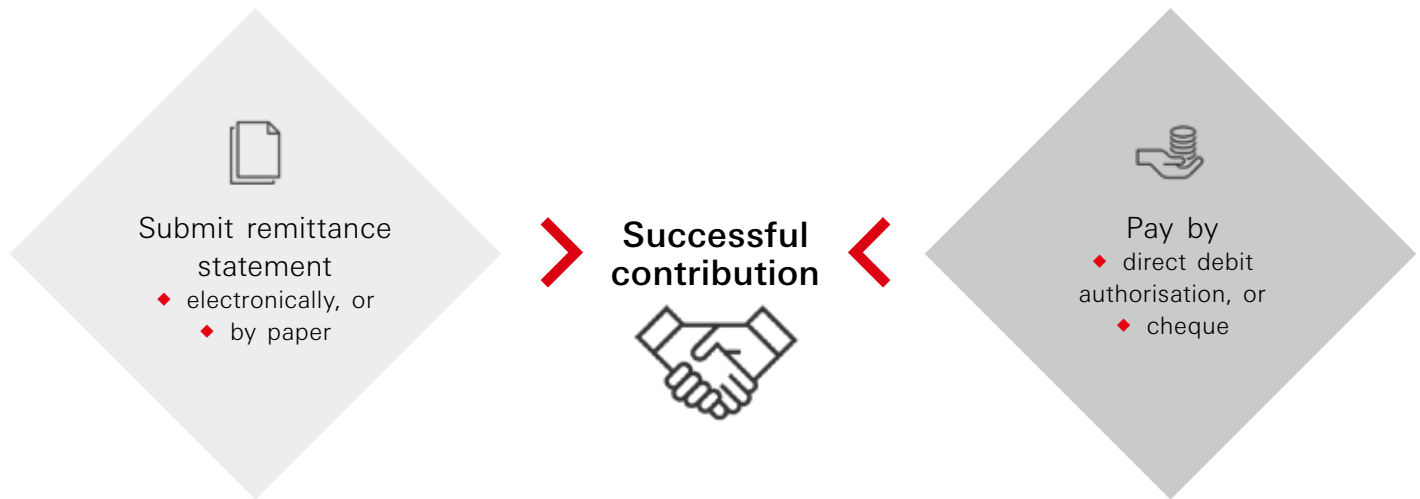 Submit remittance
statement
◆ electronically, or
◆ by paper
Successful
contribution
Pay by
◆ direct debit
authorisation, or
◆ cheque